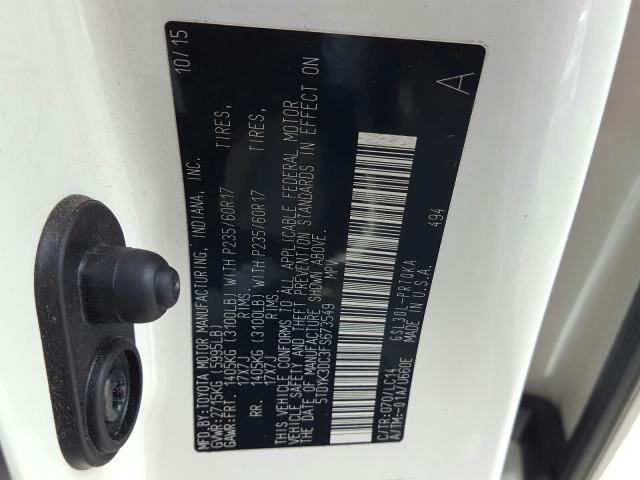 MFD.BY:TOYOTA MOTOR MANUFACTURING, INDIANA, INC. 10/15
GVWR:2715KG (5995LB)
GAWR:FRT. 1405KG (3100LB) WITH P235/60R17 TIRES,
17X7J RIMS
RR. 1405KG (3100LB) WITH P235/60R17 TIRES,
17X7J RIMS
THIS VEHICLE CONFORMS TO ALL APPLICABLE FEDERAL MOTOR
VEHICLE SAFETY AND THEFT PREVENTION STANDARDS IN EFFECT ON
THE DATE OF MANUFACTURE SHOWN ABOVE.
5TDYK3DC3FS673549 MPV
A
494
C/TR:070/LC14 GSL30L-PRTQKA
A/TM:-01A/U660E MADE IN U.S.A.